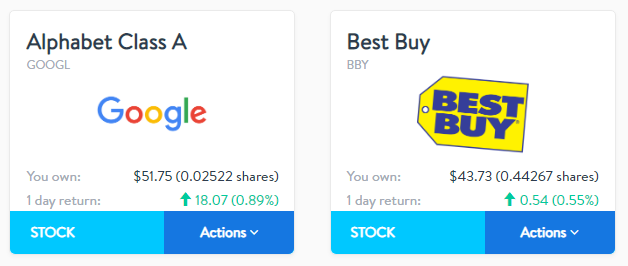 Alphabet Class A
GOOGL
Google
You own: $51.75 (0.02522 shares)
1 day return: 18.07 (0.89%)
STOCK Actions
Best Buy
BBY
BEST
BUY
You own: $43.73 (0.44267 shares)
1 day return: 0.54 (0.55%)
STOCK Actions